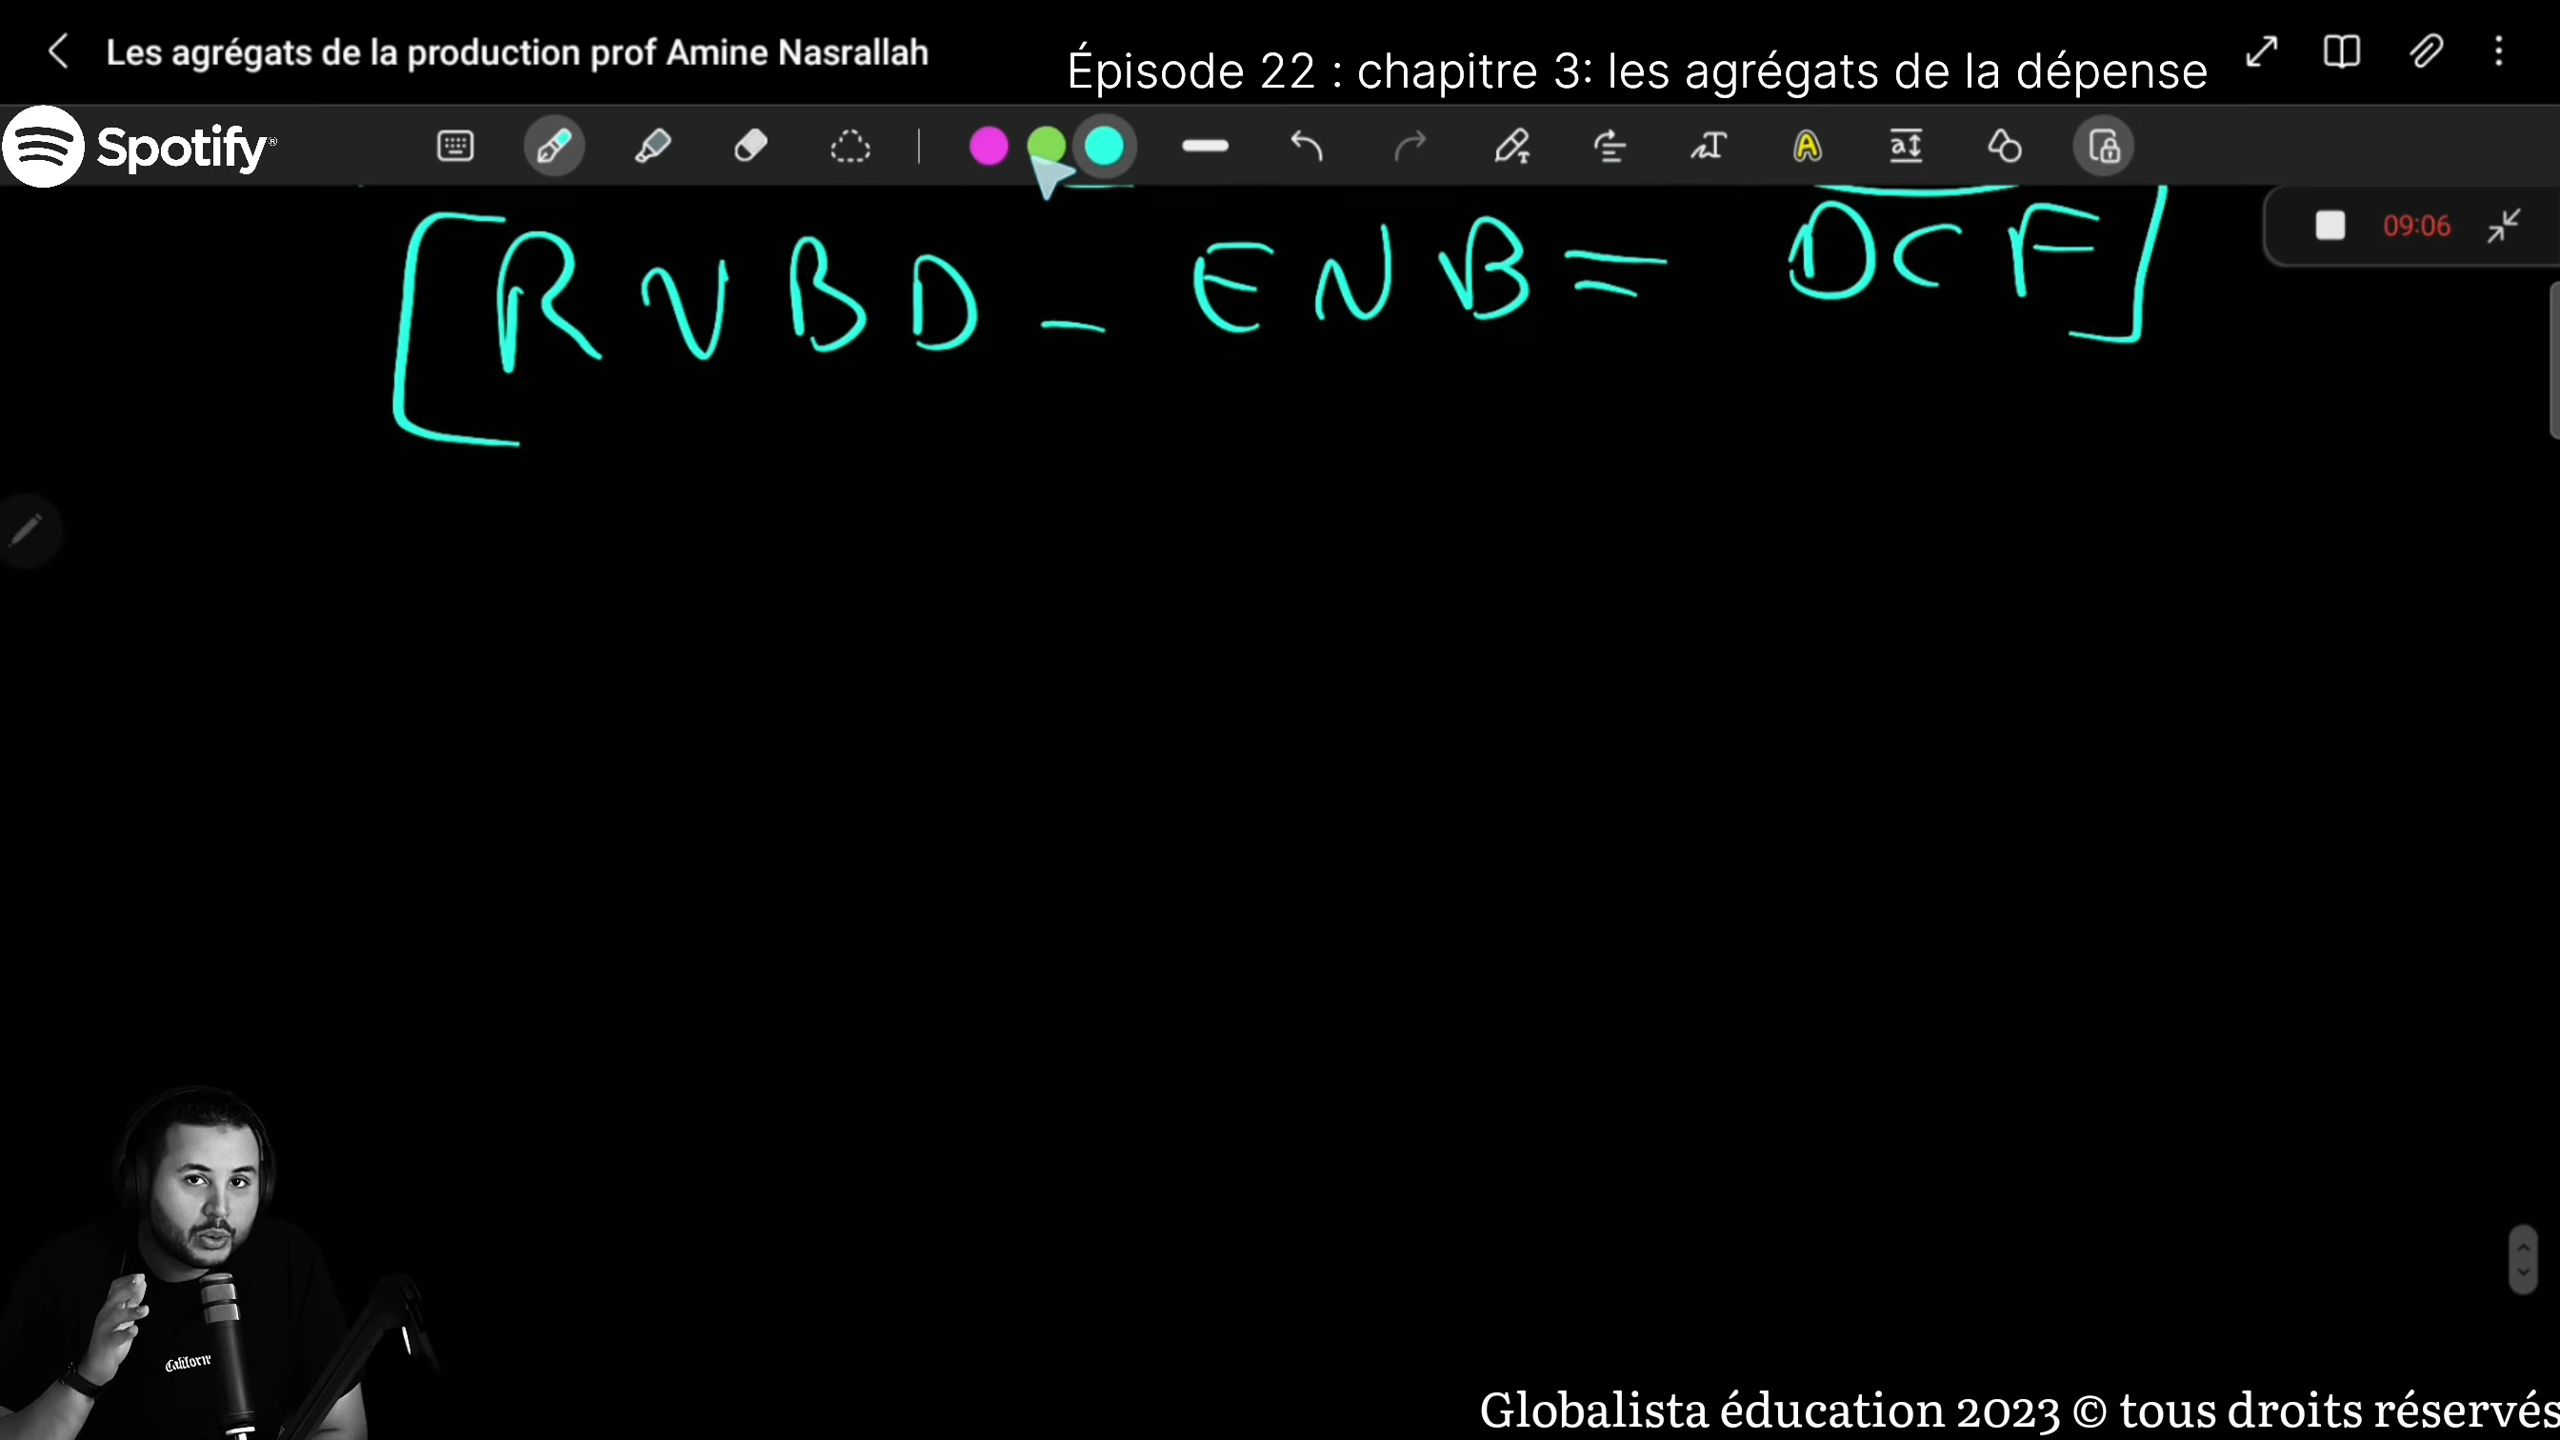 Les agrégats de la production prof Amine Nasrallah
Épisode 22 : chapitre 3: les agrégats de la dépense
Spotify®
A
a
T
09:06
[RNBD - ENB = DCF]
Californ
Globalista éducation 2023 © tous droits réservés